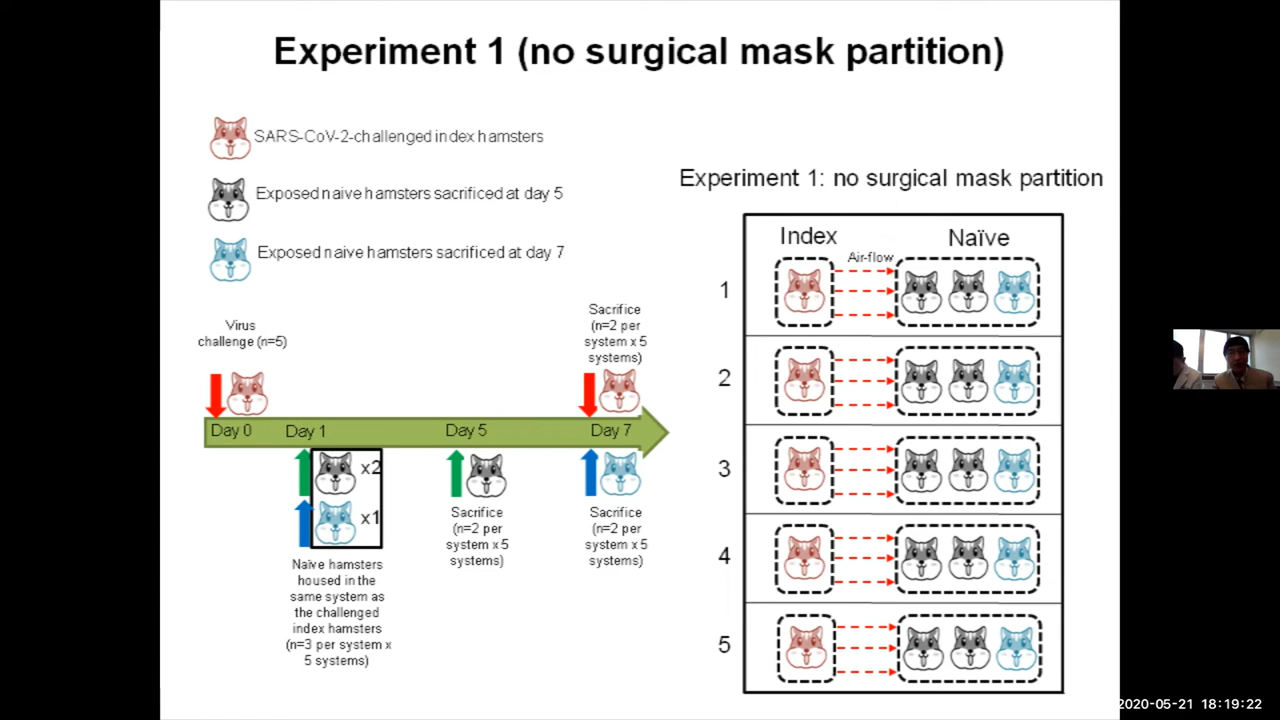 Experiment 1 (no surgical mask partition)
SARS-CoV-2-challenged index hamsters
Exposed naive hamsters sacrificed at day 5
Exposed naive hamsters sacrificed at day 7
Virus
challenge (n=5)
Sacrifice
(n=2 per
system x 5
systems)
Day 0
Day 1
Day 5
Day 7
x2
x1
Naïve hamsters
housed in the
same system as
the challenged
index hamsters
(n=3 per system x
5 systems)
Sacrifice
(n=2 per
system x 5
systems)
Sacrifice
(n=2 per
system x 5
systems)
Experiment 1: no surgical mask partition
Index
Naïve
Air-flow
1
2
3
4
5
2020-05-21 18:19:22